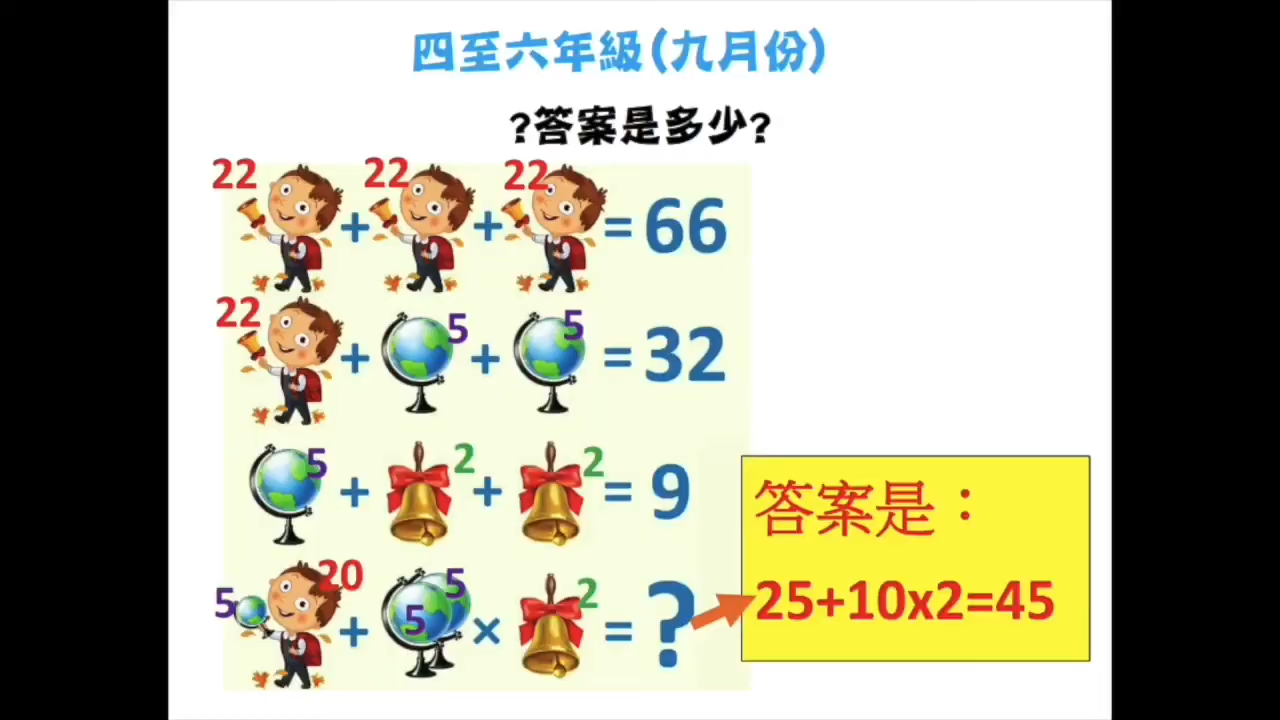 四至六年級(九月份)
?答案是多少?
22 + 22 + 22 = 66
22 + 5 + 5 = 32
5 + 2 + 2 = 9
5 20 + 5 5 × 2 = ?
答案是：
25+10x2=45